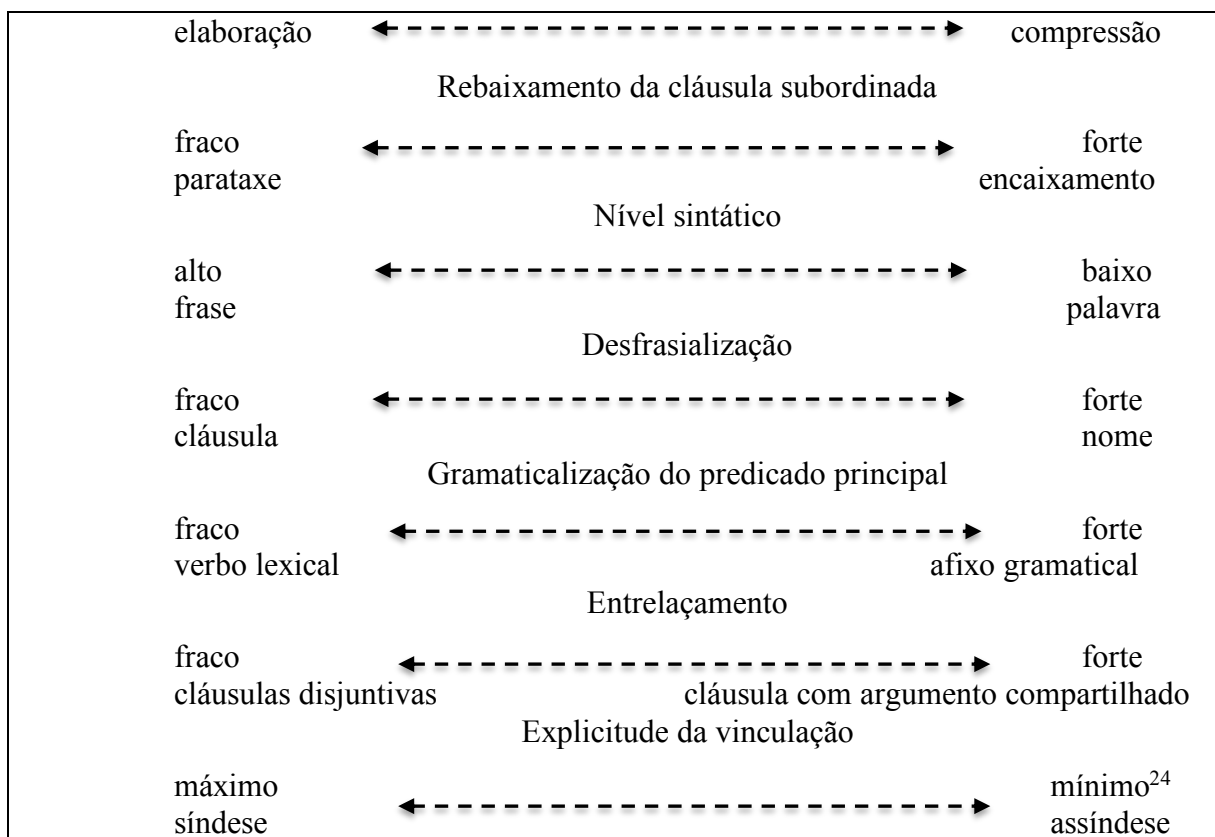 elaboração compressão
Rebaixamento da cláusula subordinada
fraco forte
parataxe encaixamento
Nível sintático
alto baixo
frase palavra
Desfrasialização
fraco forte
cláusula nome
Gramaticalização do predicado principal
fraco forte
verbo lexical afixo gramatical
Entrelaçamento
fraco forte
cláusulas disjuntivas cláusula com argumento compartilhado
Explicitude da vinculação
máximo mínimo24
síndese assíndese